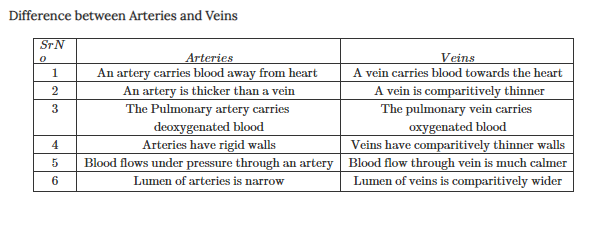 Difference between Arteries and Veins
SrN
o Arteries Veins
1 An artery carries blood away from heart A vein carries blood towards the heart
2 An artery is thicker than a vein A vein is comparitively thinner
3 The Pulmonary artery carries The pulmonary vein carries
deoxygenated blood oxygenated blood
4 Arteries have rigid walls Veins have comparitively thinner walls
5 Blood flows under pressure through an artery Blood flow through vein is much calmer
6 Lumen of arteries is narrow Lumen of veins is comparitively wider